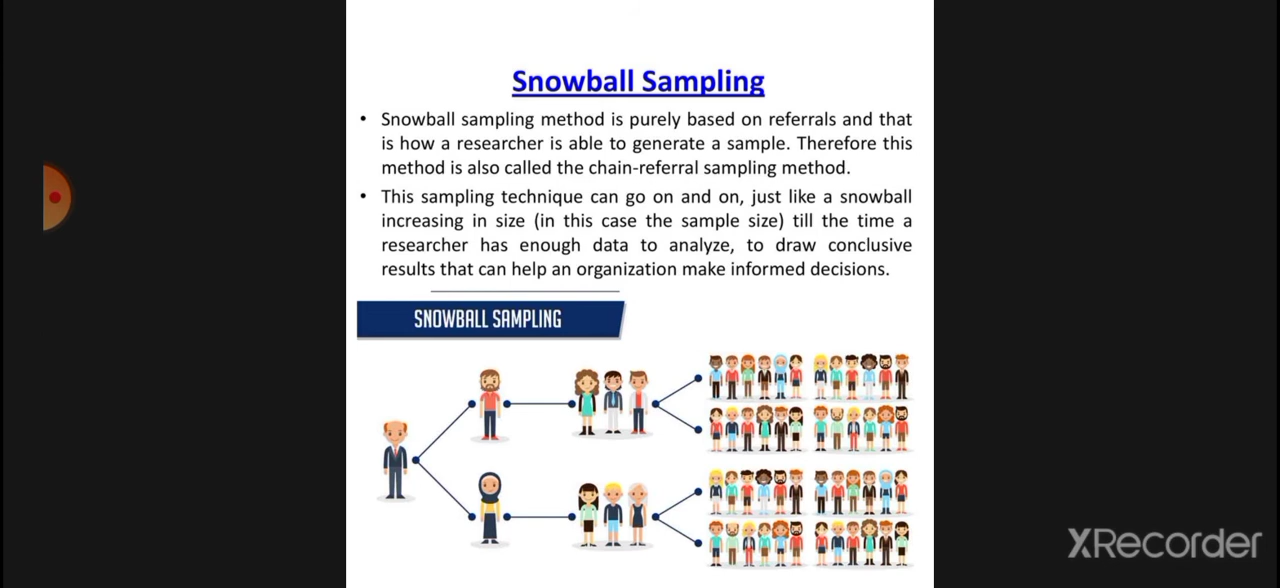 Snowball Sampling
• Snowball sampling method is purely based on referrals and that
is how a researcher is able to generate a sample. Therefore this
method is also called the chain-referral sampling method.
• This sampling technique can go on and on, just like a snowball
increasing in size (in this case the sample size) till the time a
researcher has enough data to analyze, to draw conclusive
results that can help an organization make informed decisions.
SNOWBALL SAMPLING
XRecorder